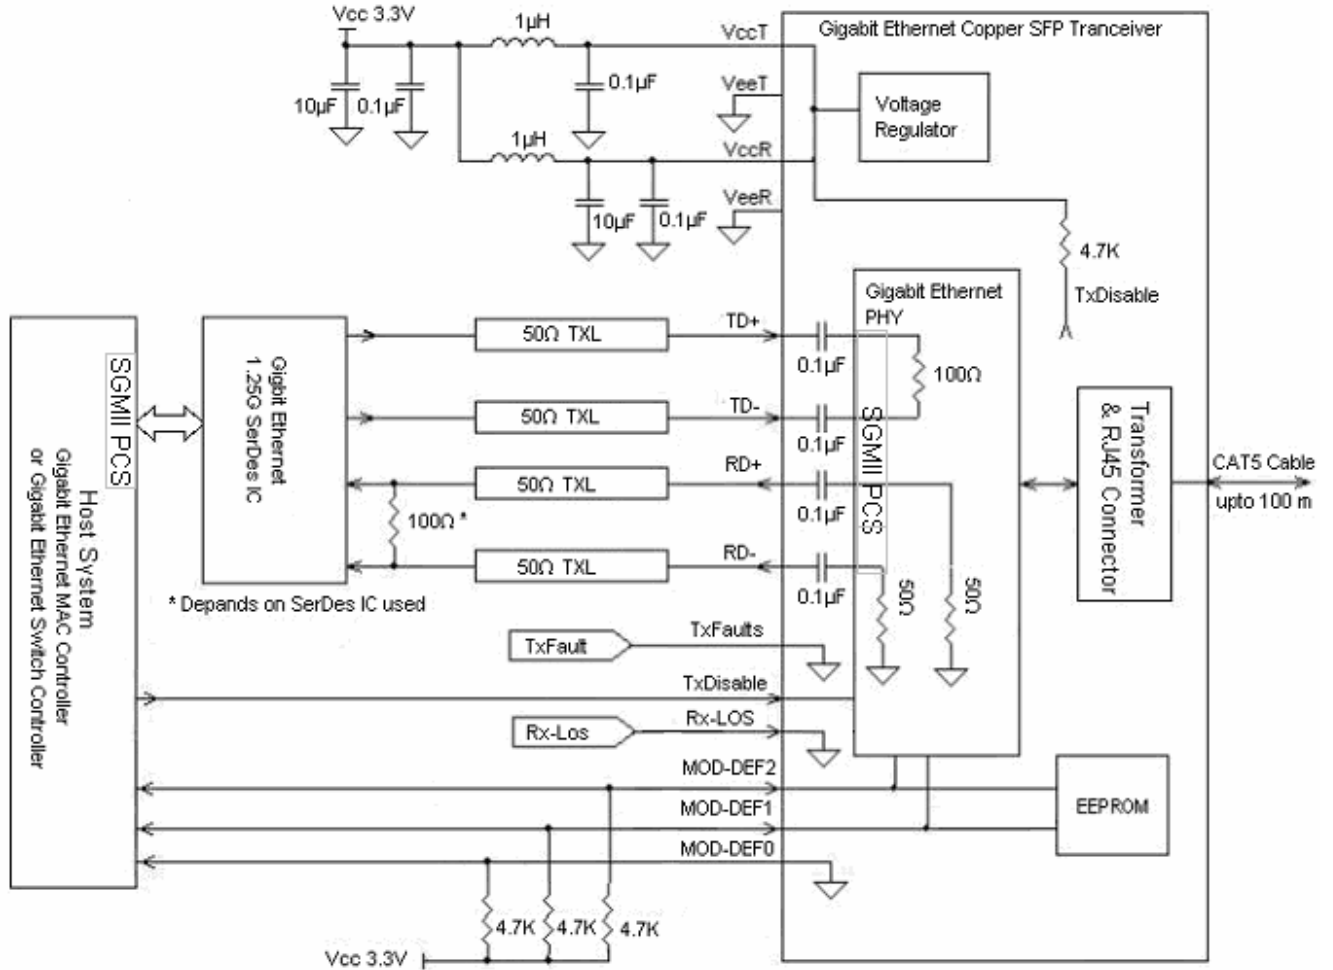 Vcc 3.3V
1µH
VccT
Gigabit Ethernet Copper SFP Tranceiver
10µF
0.1µF
0.1µF
VeeT
Voltage
Regulator
1µH
VccR
10µF
0.1µF
VeeR
4.7K
TxDisable
Gigabit Ethernet
PHY
SGMII PCS
Host System
Gigabit Ethernet MAC Controller
or Gigabit Ethernet Switch Controller
Gigbit Ethernet
1.25G SerDes IC
50Ω TXL
TD+
0.1µF
100Ω
50Ω TXL
TD-
0.1µF
SGMII PCS
50Ω TXL
RD+
0.1µF
100Ω *
50Ω TXL
RD-
0.1µF
50Ω
50Ω
Transformer
& RJ45 Connector
CAT5 Cable
upto 100 m
* Depands on SerDes IC used
TxFault
TxFaults
TxDisable
Rx-Los
Rx-LOS
MOD-DEF2
MOD-DEF1
MOD-DEF0
EEPROM
4.7K
4.7K
4.7K
Vcc 3.3V